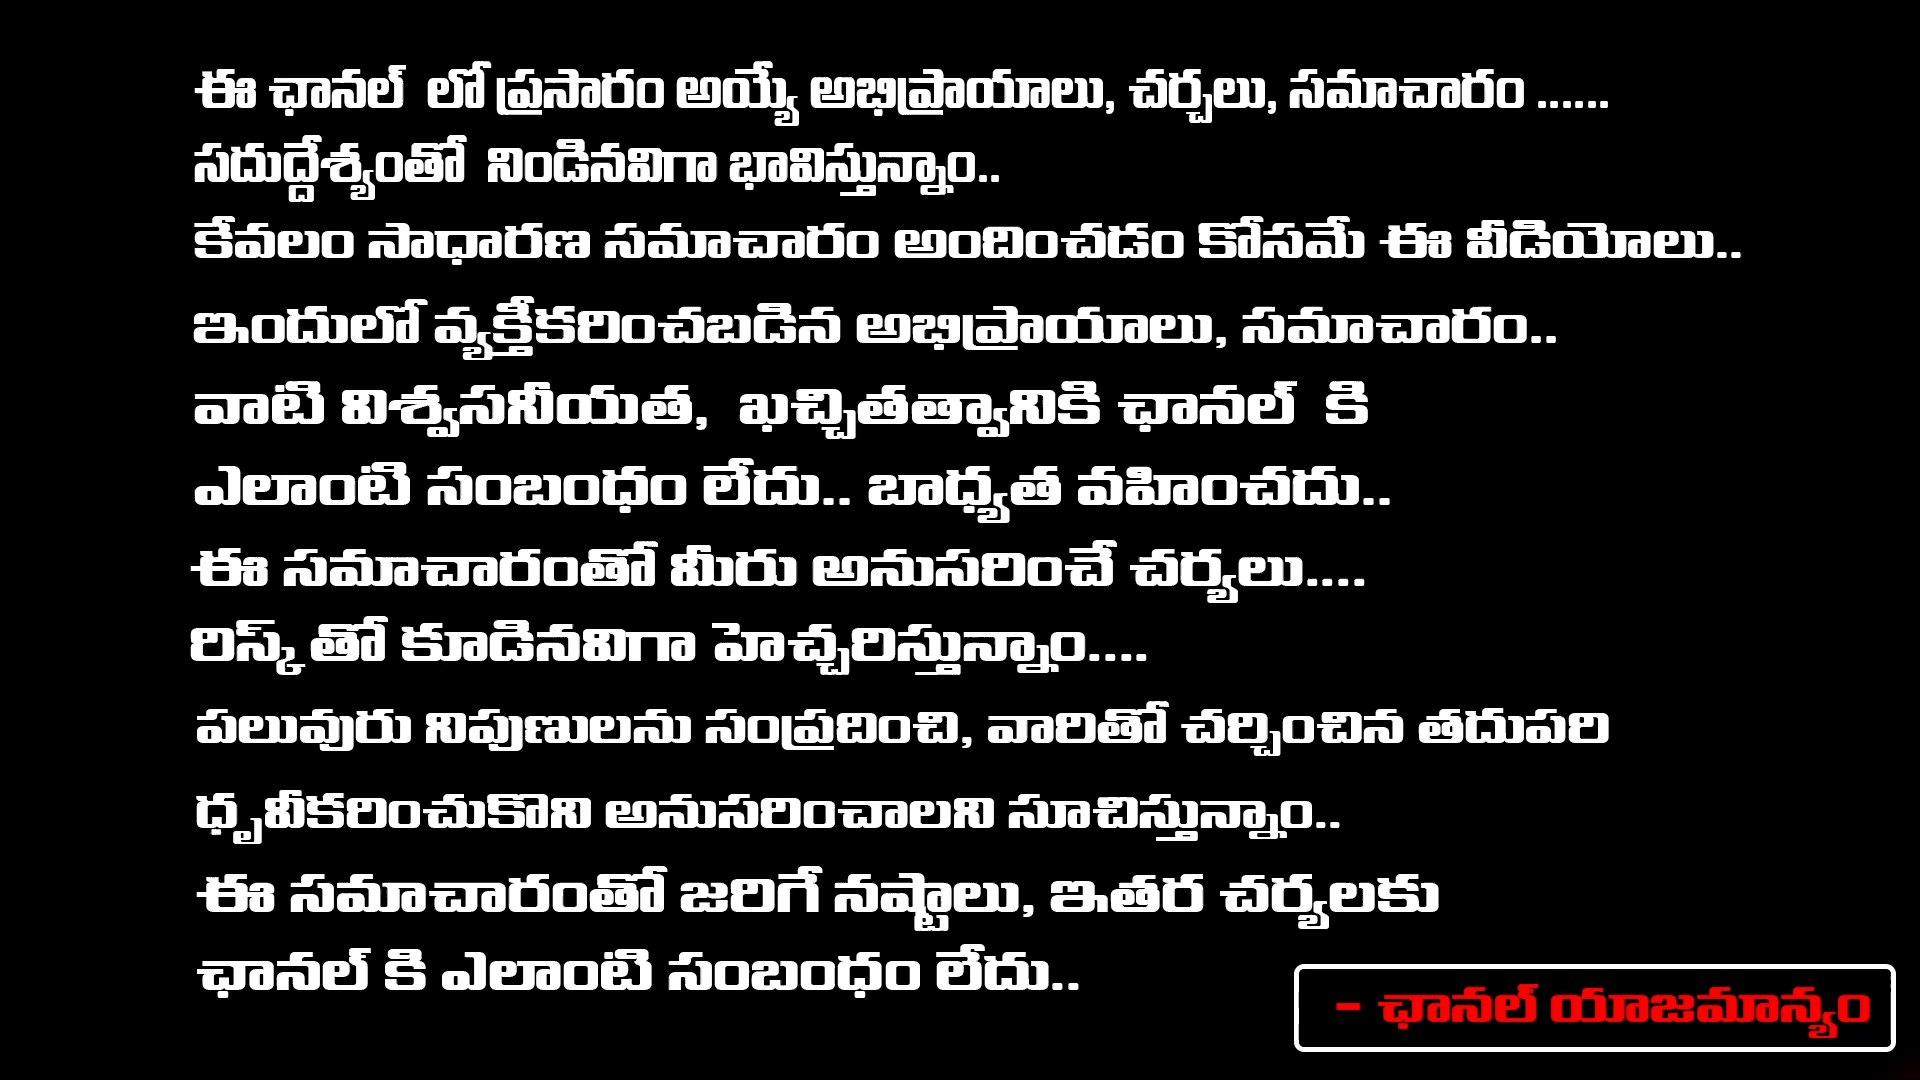 ఈ ఛానల్ లో ప్రసారం అయ్యే అభిప్రాయాలు, చర్చలు, సమాచారం ......
సదుద్దేశ్యంతో నిండినవిగా భావిస్తున్నాం..
కేవలం సాధారణ సమాచారం అందించడం కోసమే ఈ వీడియోలు..
ఇందులో వ్యక్తీకరించబడిన అభిప్రాయాలు, సమాచారం..
వాటి విశ్వసనీయత, ఖచ్చితత్వానికి ఛానల్ కి
ఎలాంటి సంబంధం లేదు.. బాధ్యత వహించదు..
ఈ సమాచారంతో మీరు అనుసరించే చర్యలు....
రిస్క్ తో కూడినవిగా హెచ్చరిస్తున్నాం....
పలువురు నిపుణులను సంప్రదించి, వారితో చర్చించిన తదుపరి
ధృవీకరించుకొని అనుసరించాలని సూచిస్తున్నాం..
ఈ సమాచారంతో జరిగే నష్టాలు, ఇతర చర్యలకు
ఛానల్ కి ఎలాంటి సంబంధం లేదు..
- ఛానల్ యాజమాన్యం